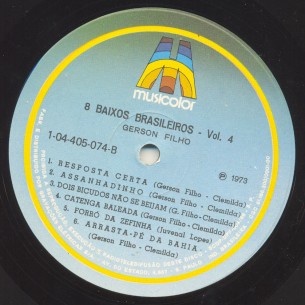 musicolor
8 BAIXOS BRASILEIROS - Vol. 4
GERSON FILHO
1-04-405-074-B
℗ 1973
1. RESPOSTA CERTA (Gerson Filho - Clemilda)
2. ASSANHADINHO (Gerson Filho - Clemilda)
3. DOIS BICUDOS NÃO SE BEIJAM (G. Filho - Clemilda)
4. CATENGA BALEADA (Gerson Filho - Clemilda)
5. FORRÓ DA ZEFINHA (Juvenal Lopes)
6. ARRASTA-PÉ DA BAHIA
(Gerson Filho - Clemilda)